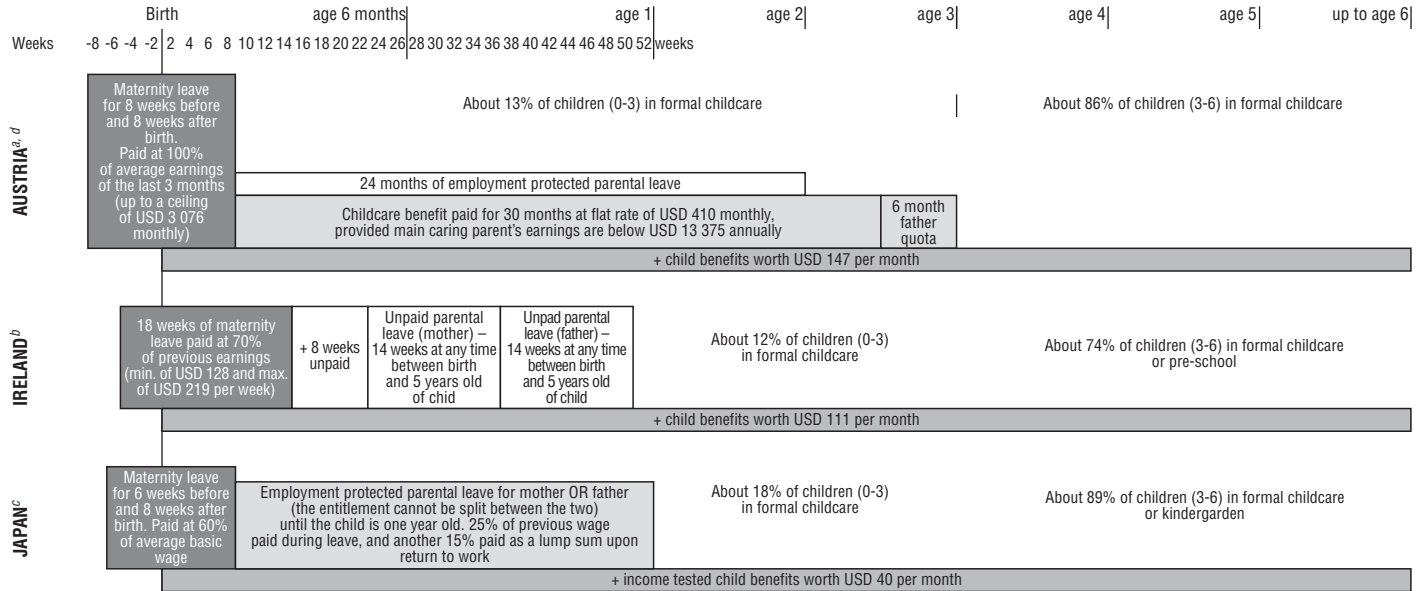 Birth age 6 months age 1 age 2 age 3 age 4 age 5 up to age 6
Weeks -8 -6 -4 -2 2 4 6 8 10 12 14 16 18 20 22 24 26 28 30 32 34 36 38 40 42 44 46 48 50 52 weeks
AUSTRIA a, d
Maternity leave
for 8 weeks before
and 8 weeks after
birth.
Paid at 100%
of average earnings
of the last 3 months
(up to a ceiling
of USD 3 076
monthly)
About 13% of children (0-3) in formal childcare
About 86% of children (3-6) in formal childcare
24 months of employment protected parental leave
Childcare benefit paid for 30 months at flat rate of USD 410 monthly,
provided main caring parent's earnings are below USD 13 375 annually
6 month
father
quota
+ child benefits worth USD 147 per month
IRELAND b
18 weeks of maternity
leave paid at 70%
of previous earnings
(min. of USD 128 and max.
of USD 219 per week)
+ 8 weeks
unpaid
Unpaid parental
leave (mother) –
14 weeks at any time
between birth
and 5 years old
of chid
Unpad parental
leave (father) –
14 weeks at any time
between birth
and 5 years old
of child
About 12% of children (0-3)
in formal childcare
About 74% of children (3-6) in formal childcare
or pre-school
+ child benefits worth USD 111 per month
JAPAN c
Maternity leave
for 6 weeks before
and 8 weeks after
birth. Paid at 60%
of average basic
wage
Employment protected parental leave for mother OR father
(the entitlement cannot be split between the two)
until the child is one year old. 25% of previous wage
paid during leave, and another 15% paid as a lump sum upon
return to work
About 18% of children (0-3)
in formal childcare
About 89% of children (3-6) in formal childcare
or kindergarden
+ income tested child benefits worth USD 40 per month